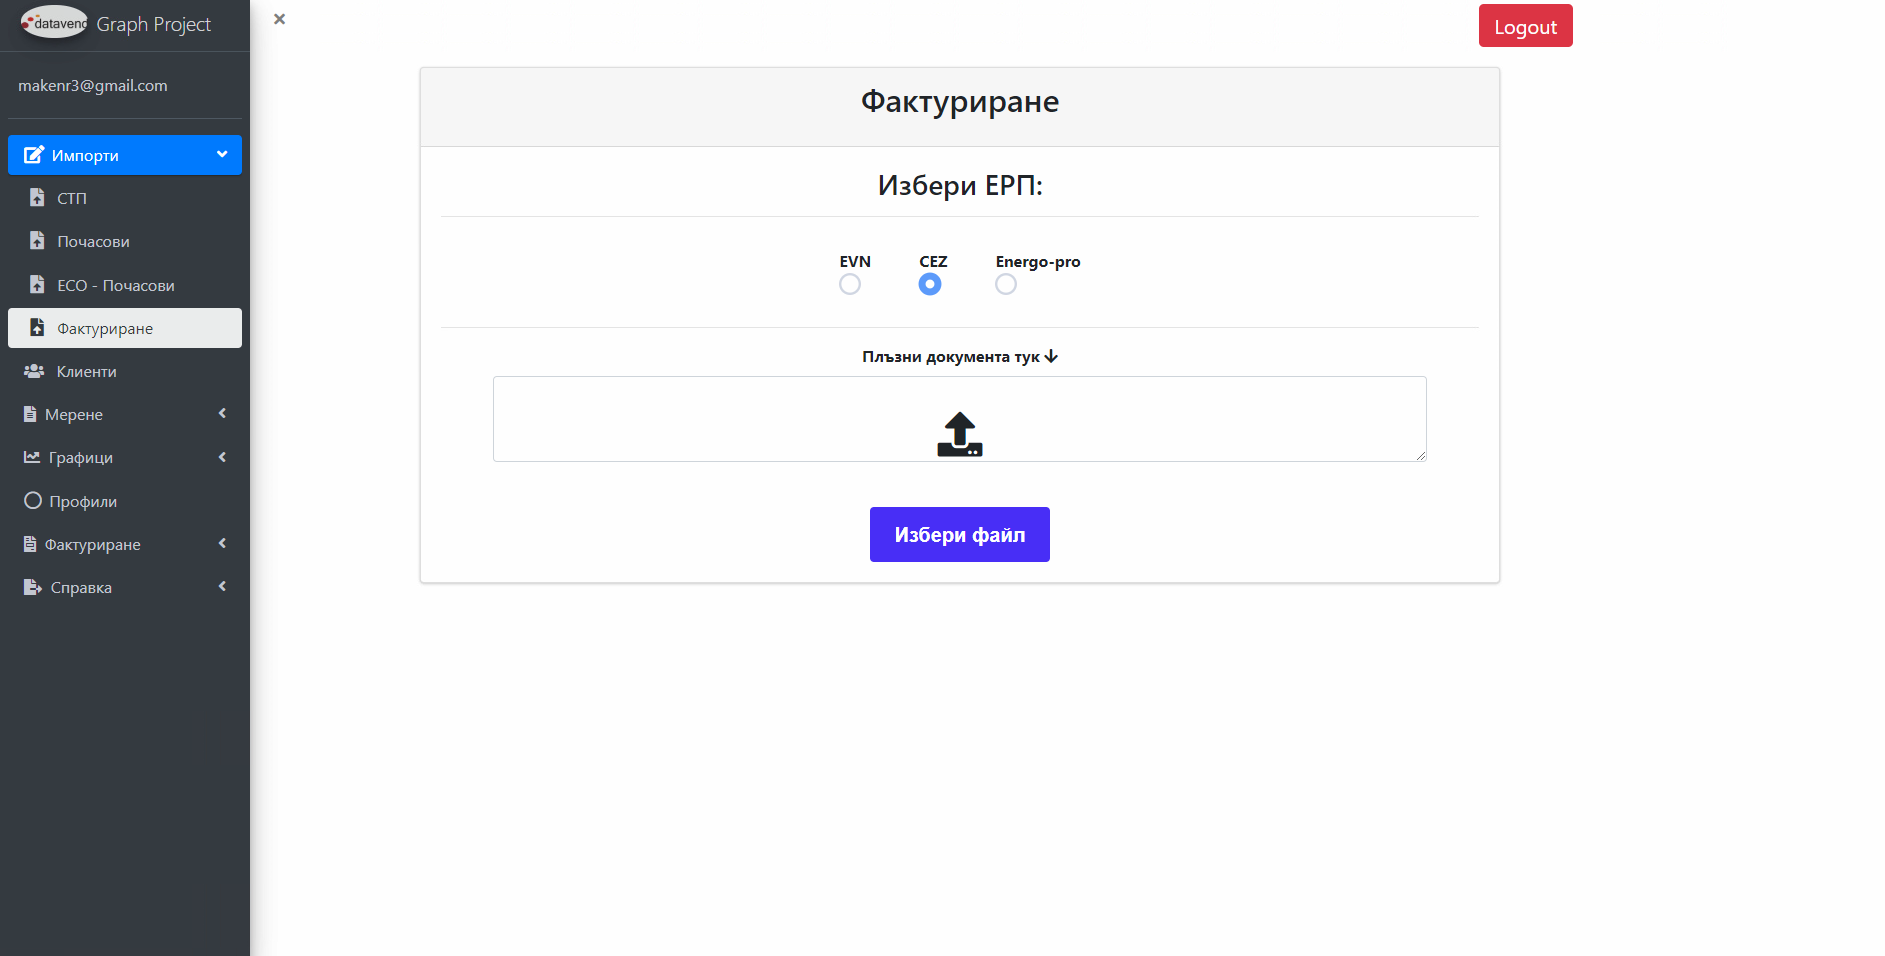 datavend
Graph Project
makenr3@gmail.com
Импорти
СТП
Почасови
ЕСО - Почасови
Фактуриране
Клиенти
Мерене
Графици
Профили
Фактуриране
Справка
Logout
Фактуриране
Избери ЕРП:
EVN CEZ Energo-pro
Плъзни документа тук
Избери файл